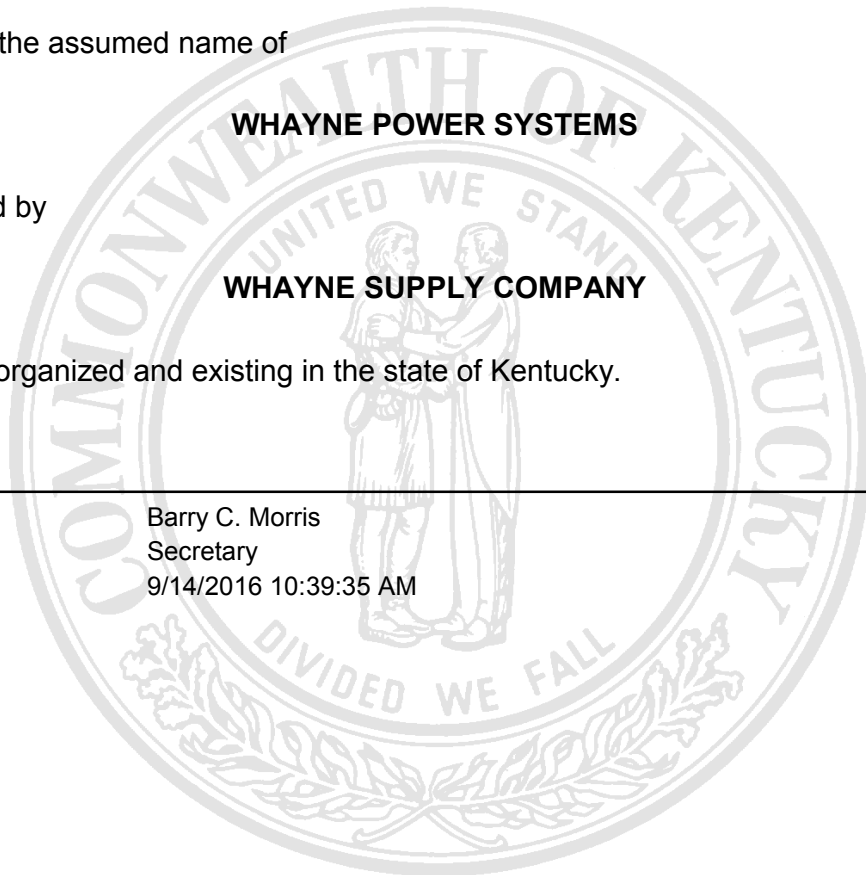 the assumed name of
WHAYNE POWER SYSTEMS
d by
WHAYNE SUPPLY COMPANY
organized and existing in the state of Kentucky.
Barry C. Morris
Secretary
9/14/2016 10:39:35 AM
COMMONWEALTH OF KENTUCKY
UNITED WE STAND
DIVIDED WE FALL